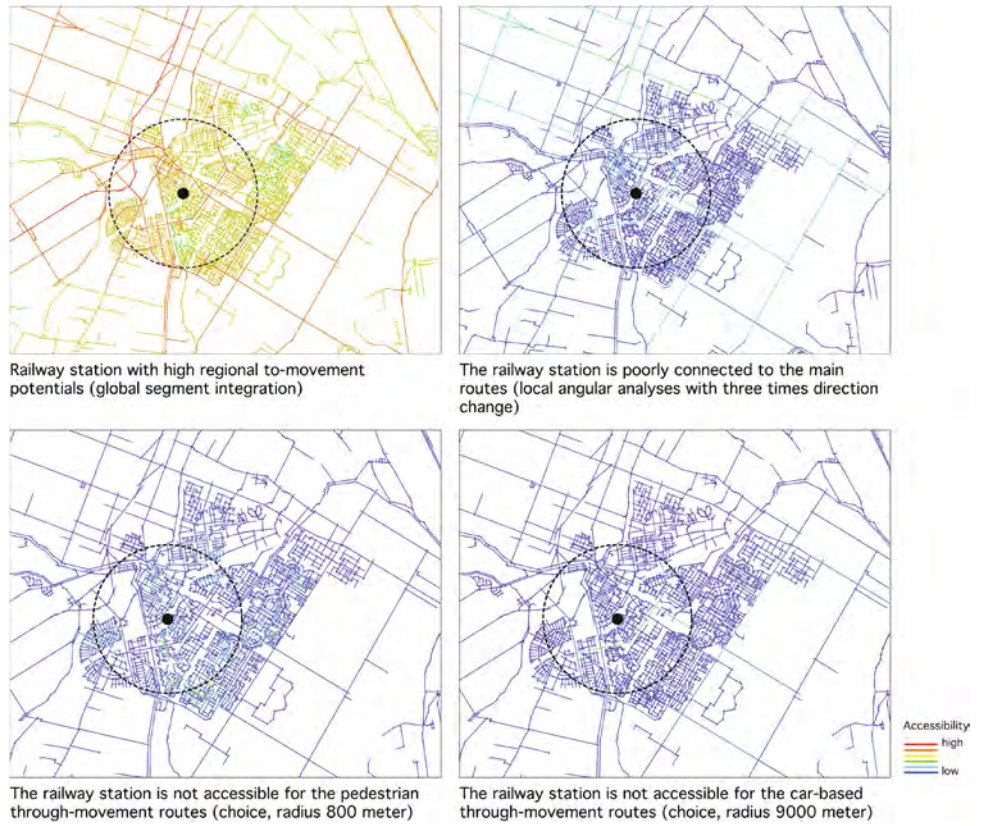 Railway station with high regional to-movement
potentials (global segment integration)
The railway station is poorly connected to the main
routes (local angular analyses with three times direction
change)
The railway station is not accessible for the pedestrian
through-movement routes (choice, radius 800 meter)
The railway station is not accessible for the car-based
through-movement routes (choice, radius 9000 meter)
Accessibility
high
low